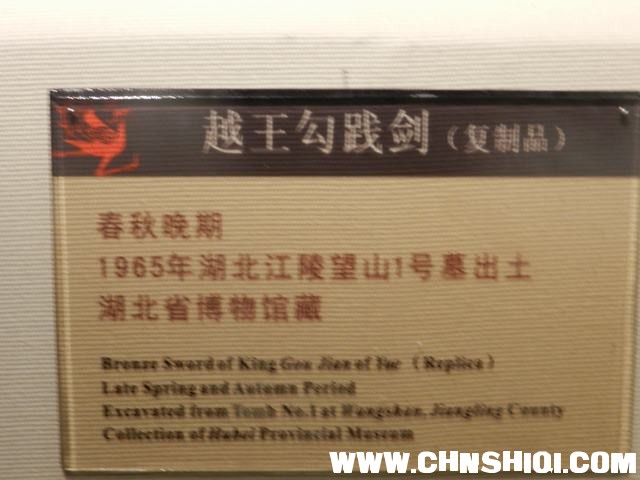 越王勾践剑（复制品）
春秋晚期
1965年湖北江陵望山1号墓出土
湖北省博物馆藏
Bronze Sword of King Gou Jian of Yue （Replica）
Late Spring and Autumn Period
Excavated from Tomb No.1 at Wangshan, Jiangling County
Collection of Hubei Provincial Museum
WWW.CHNSHIQI.COM